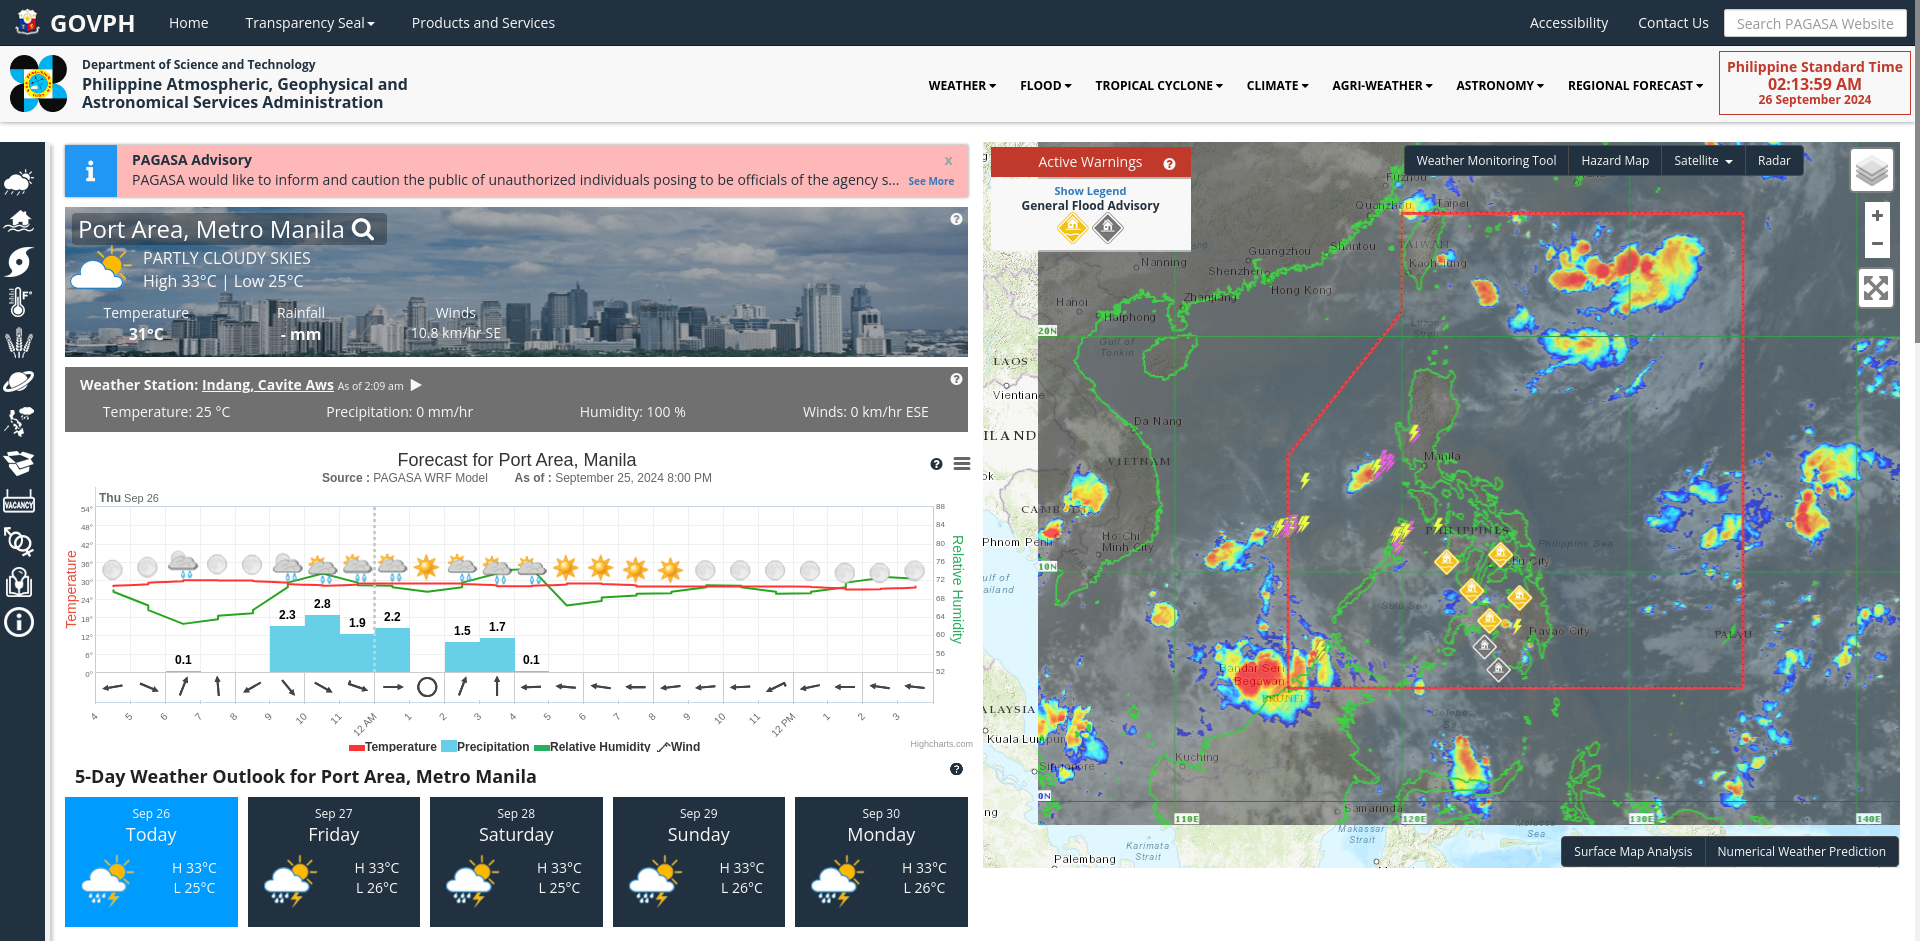 GOVPH
Home
Transparency Seal
Products and Services
Accessibility
Contact Us
Search PAGASA Website
Department of Science and Technology
Philippine Atmospheric, Geophysical and
Astronomical Services Administration
WEATHER
FLOOD
TROPICAL CYCLONE
CLIMATE
AGRI-WEATHER
ASTRONOMY
REGIONAL FORECAST
Philippine Standard Time
02:13:59 AM
26 September 2024
PAGASA Advisory
x
PAGASA would like to inform and caution the public of unauthorized individuals posing to be officials of the agency s...
See More
Port Area, Metro Manila
PARTLY CLOUDY SKIES
High 33°C | Low 25°C
Temperature
Rainfall
Winds
31°C
- mm
10.8 km/hr SE
Weather Station: Indang, Cavite Aws As of 2:09 am
Temperature: 25 °C
Precipitation: 0 mm/hr
Humidity: 100 %
Winds: 0 km/hr ESE
Forecast for Port Area, Manila
Source : PAGASA WRF Model
As of : September 25, 2024 8:00 PM
Thu Sep 26
54°
48°
42°
36°
30°
24°
18°
12°
6°
0°
Temperature
88
84
80
76
72
68
64
60
56
52
Relative Humidity
0.1
2.3
2.8
1.9
2.2
1.5
1.7
0.1
4
5
6
7
8
9
10
11
12 AM
1
2
3
4
5
6
7
8
9
10
11
12 PM
1
2
3
Temperature
Precipitation
Relative Humidity
Wind
Highcharts.com
5-Day Weather Outlook for Port Area, Metro Manila
Sep 26
Today
H 33°C
L 25°C
Sep 27
Friday
H 33°C
L 26°C
Sep 28
Saturday
H 33°C
L 25°C
Sep 29
Sunday
H 33°C
L 26°C
Sep 30
Monday
H 33°C
L 26°C
VACANCY
Active Warnings
Show Legend
General Flood Advisory
Weather Monitoring Tool
Hazard Map
Satellite
Radar
+
−
Fuzhou
Taipei
TAIWAN
Kaohsiung
Guangzhou
Shantou
Nanning
Shenzhen
Hong Kong
Zhanjiang
Hanoi
Haiphong
20N
Gulf of
Tonkin
LAOS
Vientiane
Da Nang
ILAND
VIETNAM
Manila
ok
PHILIPPINES
Philippine Sea
Phnom Penh
Ho Chi
Minh City
10N
ulf of
ailand
Sulu Sea
Davao City
PALAU
Bandar Seri
Begawan
BRUNEI
ALAYSIA
Kuala Lumpur
Kuching
Singapore
0N
Samarinda
ng
110E
120E
130E
140E
Makassar
Strait
Molucca
Sea
Karimata
Strait
Palembang
Surface Map Analysis
Numerical Weather Prediction